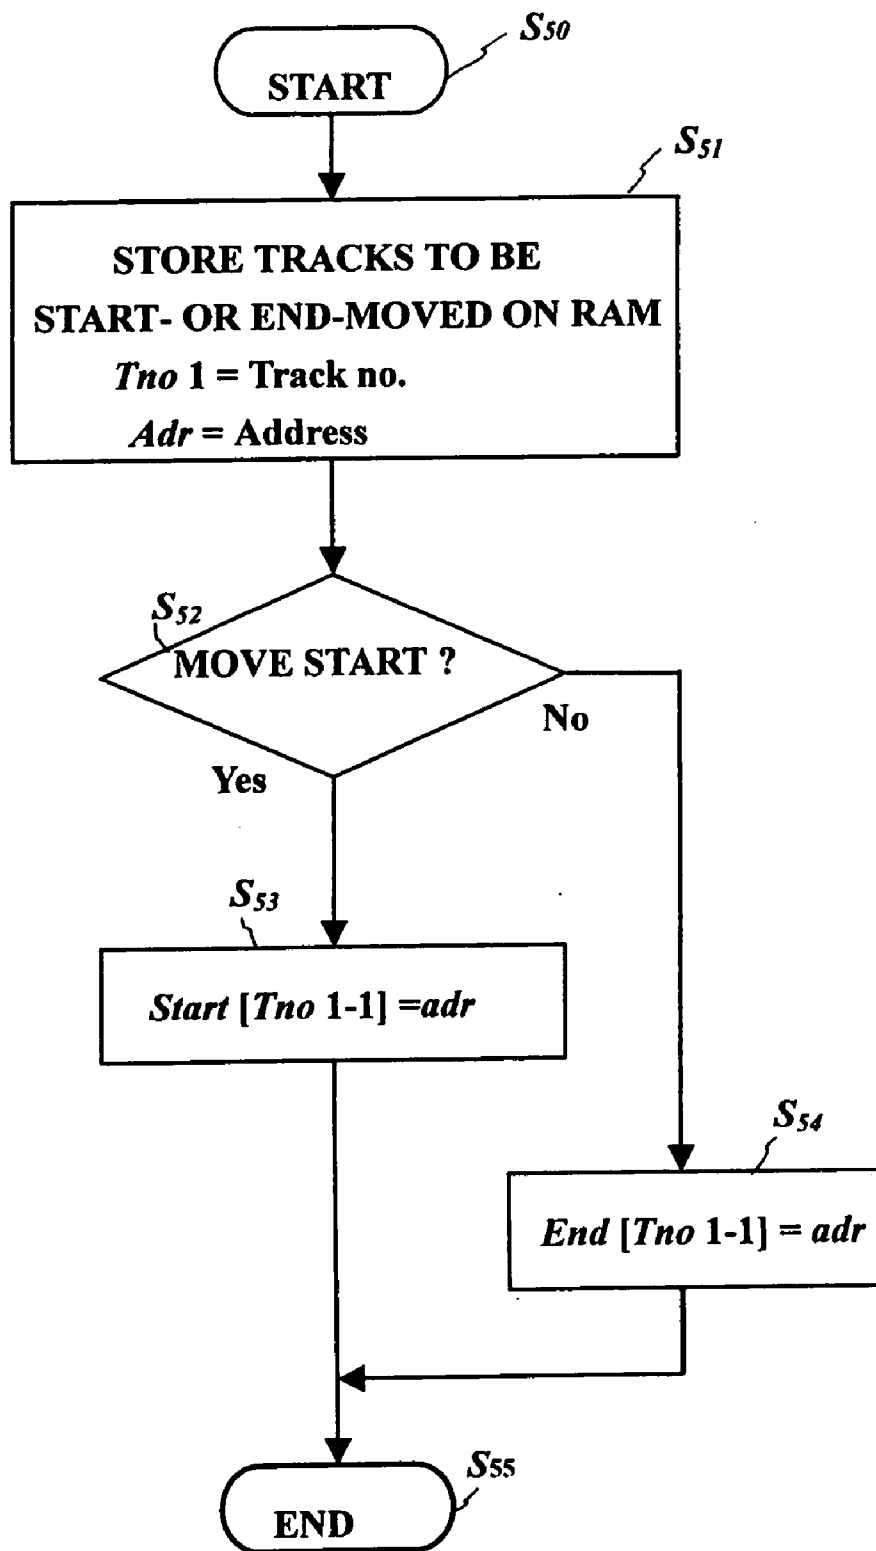 S50
START
S51
STORE TRACKS TO BE
START- OR END-MOVED ON RAM
Tno 1 = Track no.
Adr = Address
S52
MOVE START ?
No
Yes
S53
Start [Tno 1-1] =adr
S54
End [Tno 1-1] = adr
S55
END